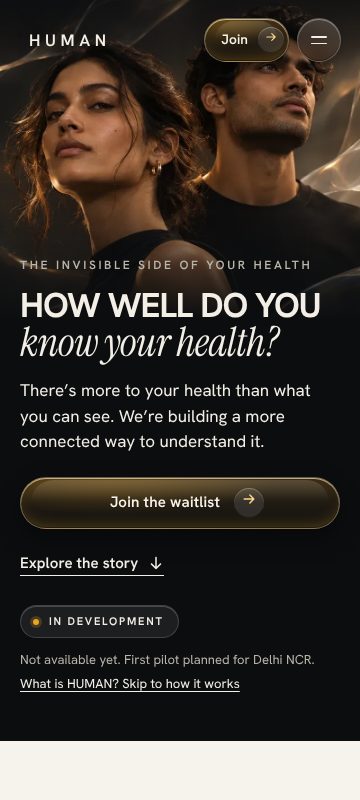 HUMAN
Join
THE INVISIBLE SIDE OF YOUR HEALTH
HOW WELL DO YOU
know your health?
There’s more to your health than what
you can see. We’re building a more
connected way to understand it.
Join the waitlist
Explore the story
IN DEVELOPMENT
Not available yet. First pilot planned for Delhi NCR.
What is HUMAN? Skip to how it works